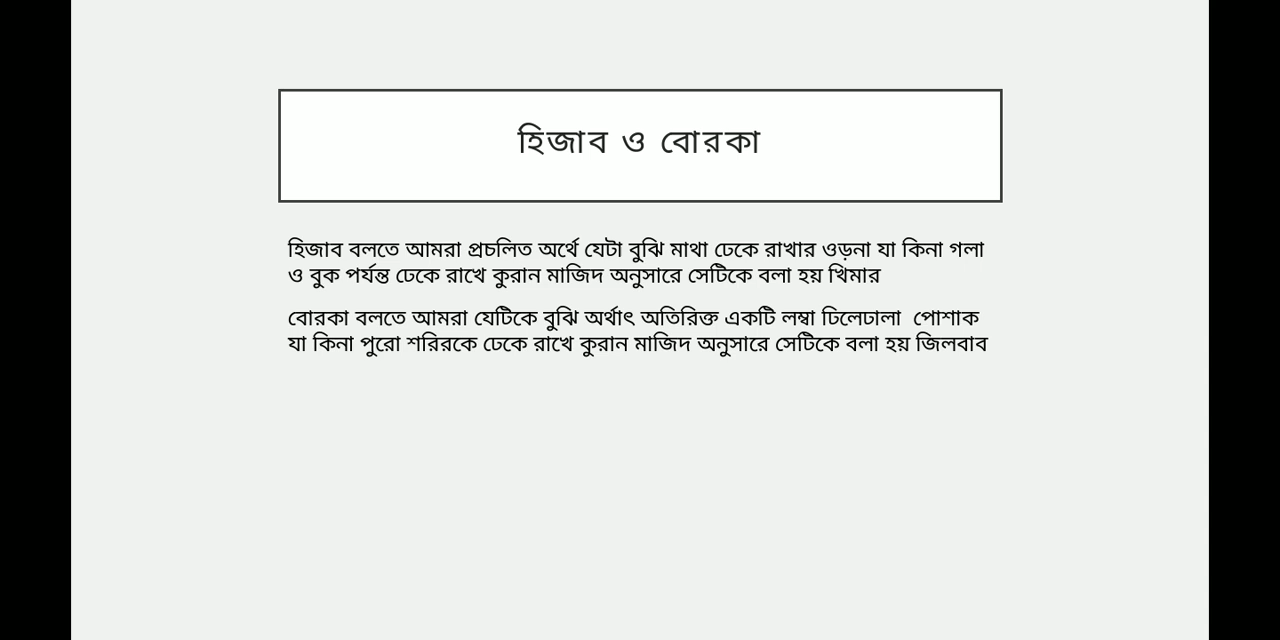 হিজাব ও বোরকা
হিজাব বলতে আমরা প্রচলিত অর্থে যেটা বুঝি মাথা ঢেকে রাখার ওড়না যা কিনা গলা
ও বুক পর্যন্ত ঢেকে রাখে কুরান মাজিদ অনুসারে সেটিকে বলা হয় খিমার
বোরকা বলতে আমরা যেটিকে বুঝি অর্থাৎ অতিরিক্ত একটি লম্বা ঢিলেঢালা  পোশাক
যা কিনা পুরো শরিরকে ঢেকে রাখে কুরান মাজিদ অনুসারে সেটিকে বলা হয় জিলবাব